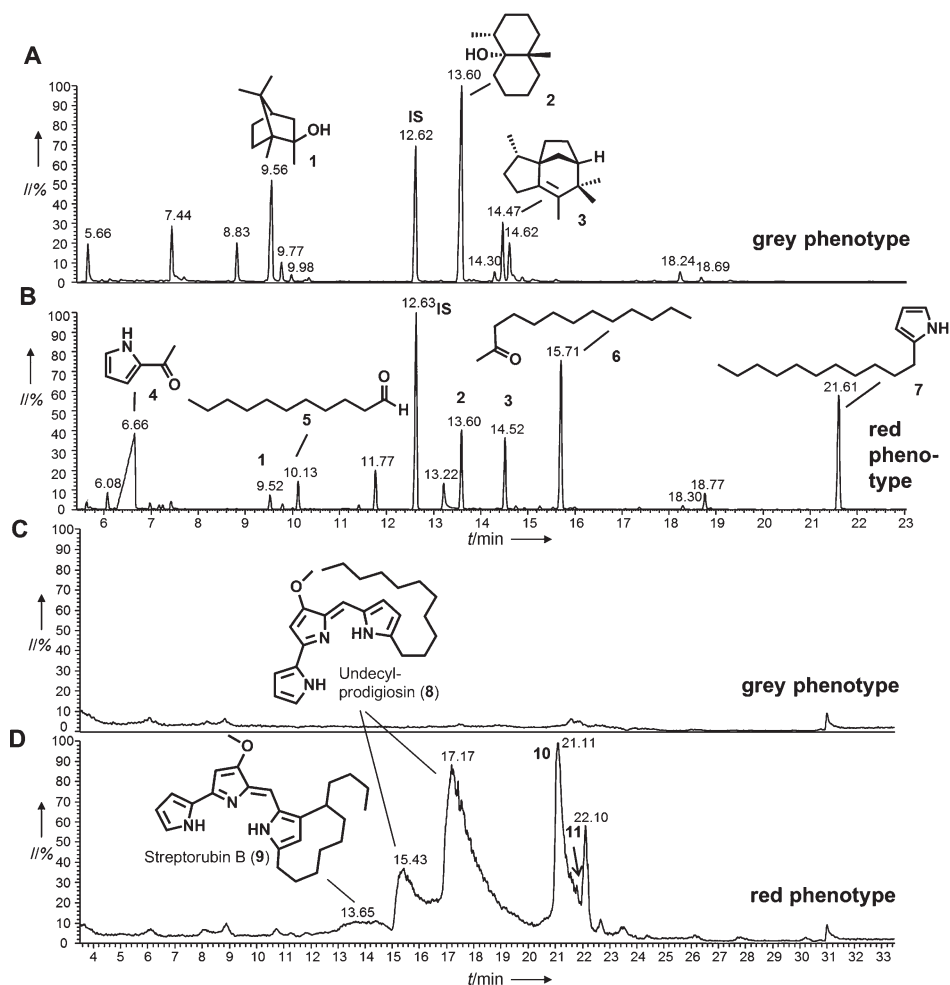 A
100
90
80
70
60
50
40
30
20
10
0
I/%
5.66
7.44
8.83
9.56
9.77
9.98
OH
1
IS
12.62
13.60
HO
2
H
3
14.47
14.62
14.30
18.24
18.69
grey phenotype
B
100
90
80
70
60
50
40
30
20
10
0
I/%
6.08
6.66
HN
O
4
O
H
5
1
9.52
10.13
11.77
12.63
IS
13.22
2
13.60
3
14.52
O
6
15.71
18.30
18.77
21.61
NH
7
red
pheno-
type
6 7 8 9 10 11 12 13 14 15 16 17 18 19 20 21 22 23
t/min
C
100
90
80
70
60
50
40
30
20
10
0
I/%
O
N
HN
NH
Undecyl-
prodigiosin (8)
grey phenotype
D
100
90
80
70
60
50
40
30
20
10
0
I/%
O
N
NH
HN
Streptorubin B (9)
13.65
15.43
17.17
10
21.11
11
22.10
red phenotype
4 5 6 7 8 9 10 11 12 13 14 15 16 17 18 19 20 21 22 23 24 25 26 27 28 29 30 31 32 33
t/min